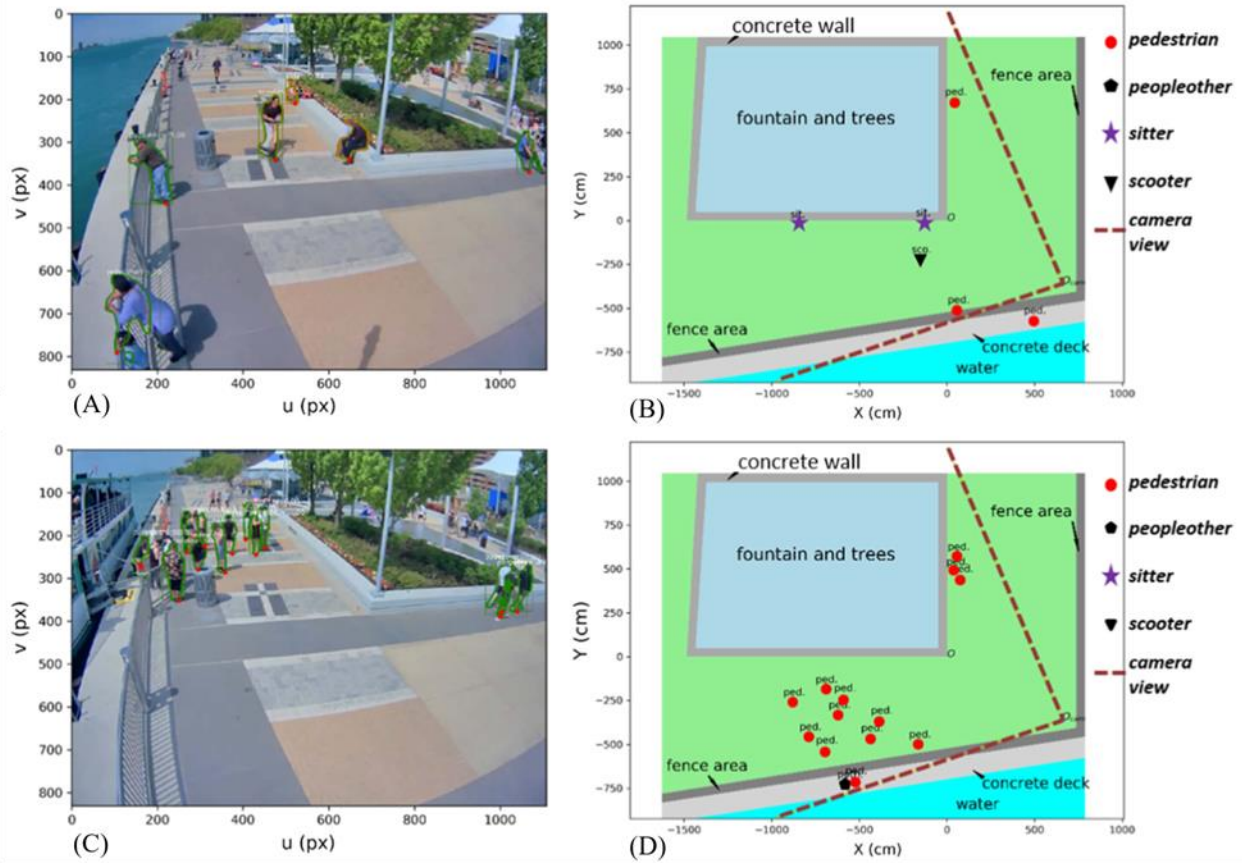 0
100
200
300
400
500
600
700
800
v (px)
0
200
400
600
800
1000
u (px)
(A)
1000
750
500
250
0
−250
−500
−750
Y (cm)
concrete wall
fence area
ped.
fountain and trees
sit.
sit.
O
sco.
ped.
ped.
fence area
concrete deck
water
−1500
−1000
−500
0
500
1000
X (cm)
(B)
pedestrian
peopleother
sitter
scooter
camera
view
0
100
200
300
400
500
600
700
800
v (px)
0
200
400
600
800
1000
u (px)
(C)
1000
750
500
250
0
−250
−500
−750
Y (cm)
concrete wall
fence area
ped.
fountain and trees
O
ped.
ped.
ped.
ped.
ped.
ped.
ped.
ped.
ped.
fence area
concrete deck
water
−1500
−1000
−500
0
500
1000
X (cm)
(D)
pedestrian
peopleother
sitter
scooter
camera
view